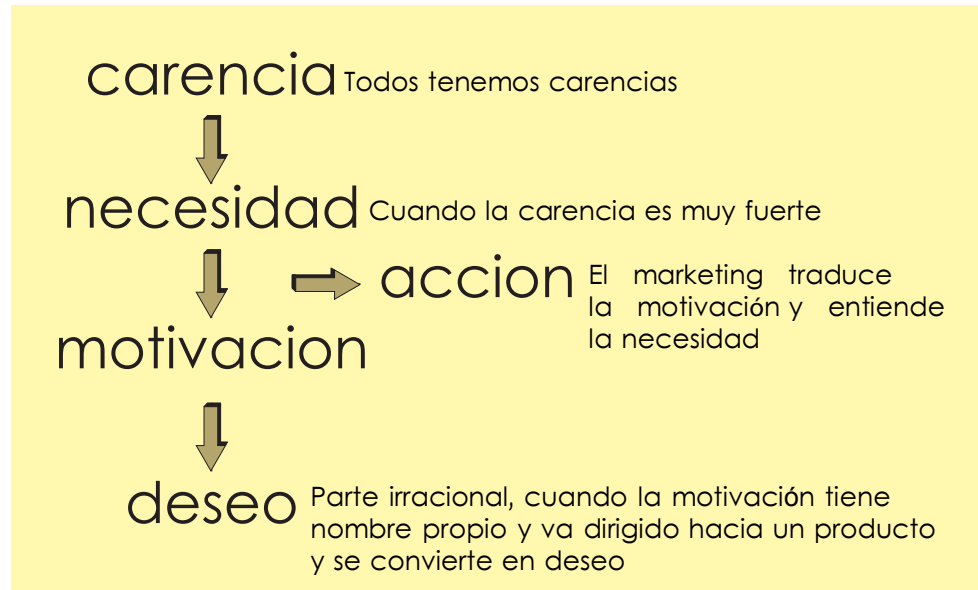 carencia Todos tenemos carencias
necesidad Cuando la carencia es muy fuerte
accion El marketing traduce
la motivación y entiende
la necesidad
motivacion
deseo Parte irracional, cuando la motivación tiene
nombre propio y va dirigido hacia un producto
y se convierte en deseo